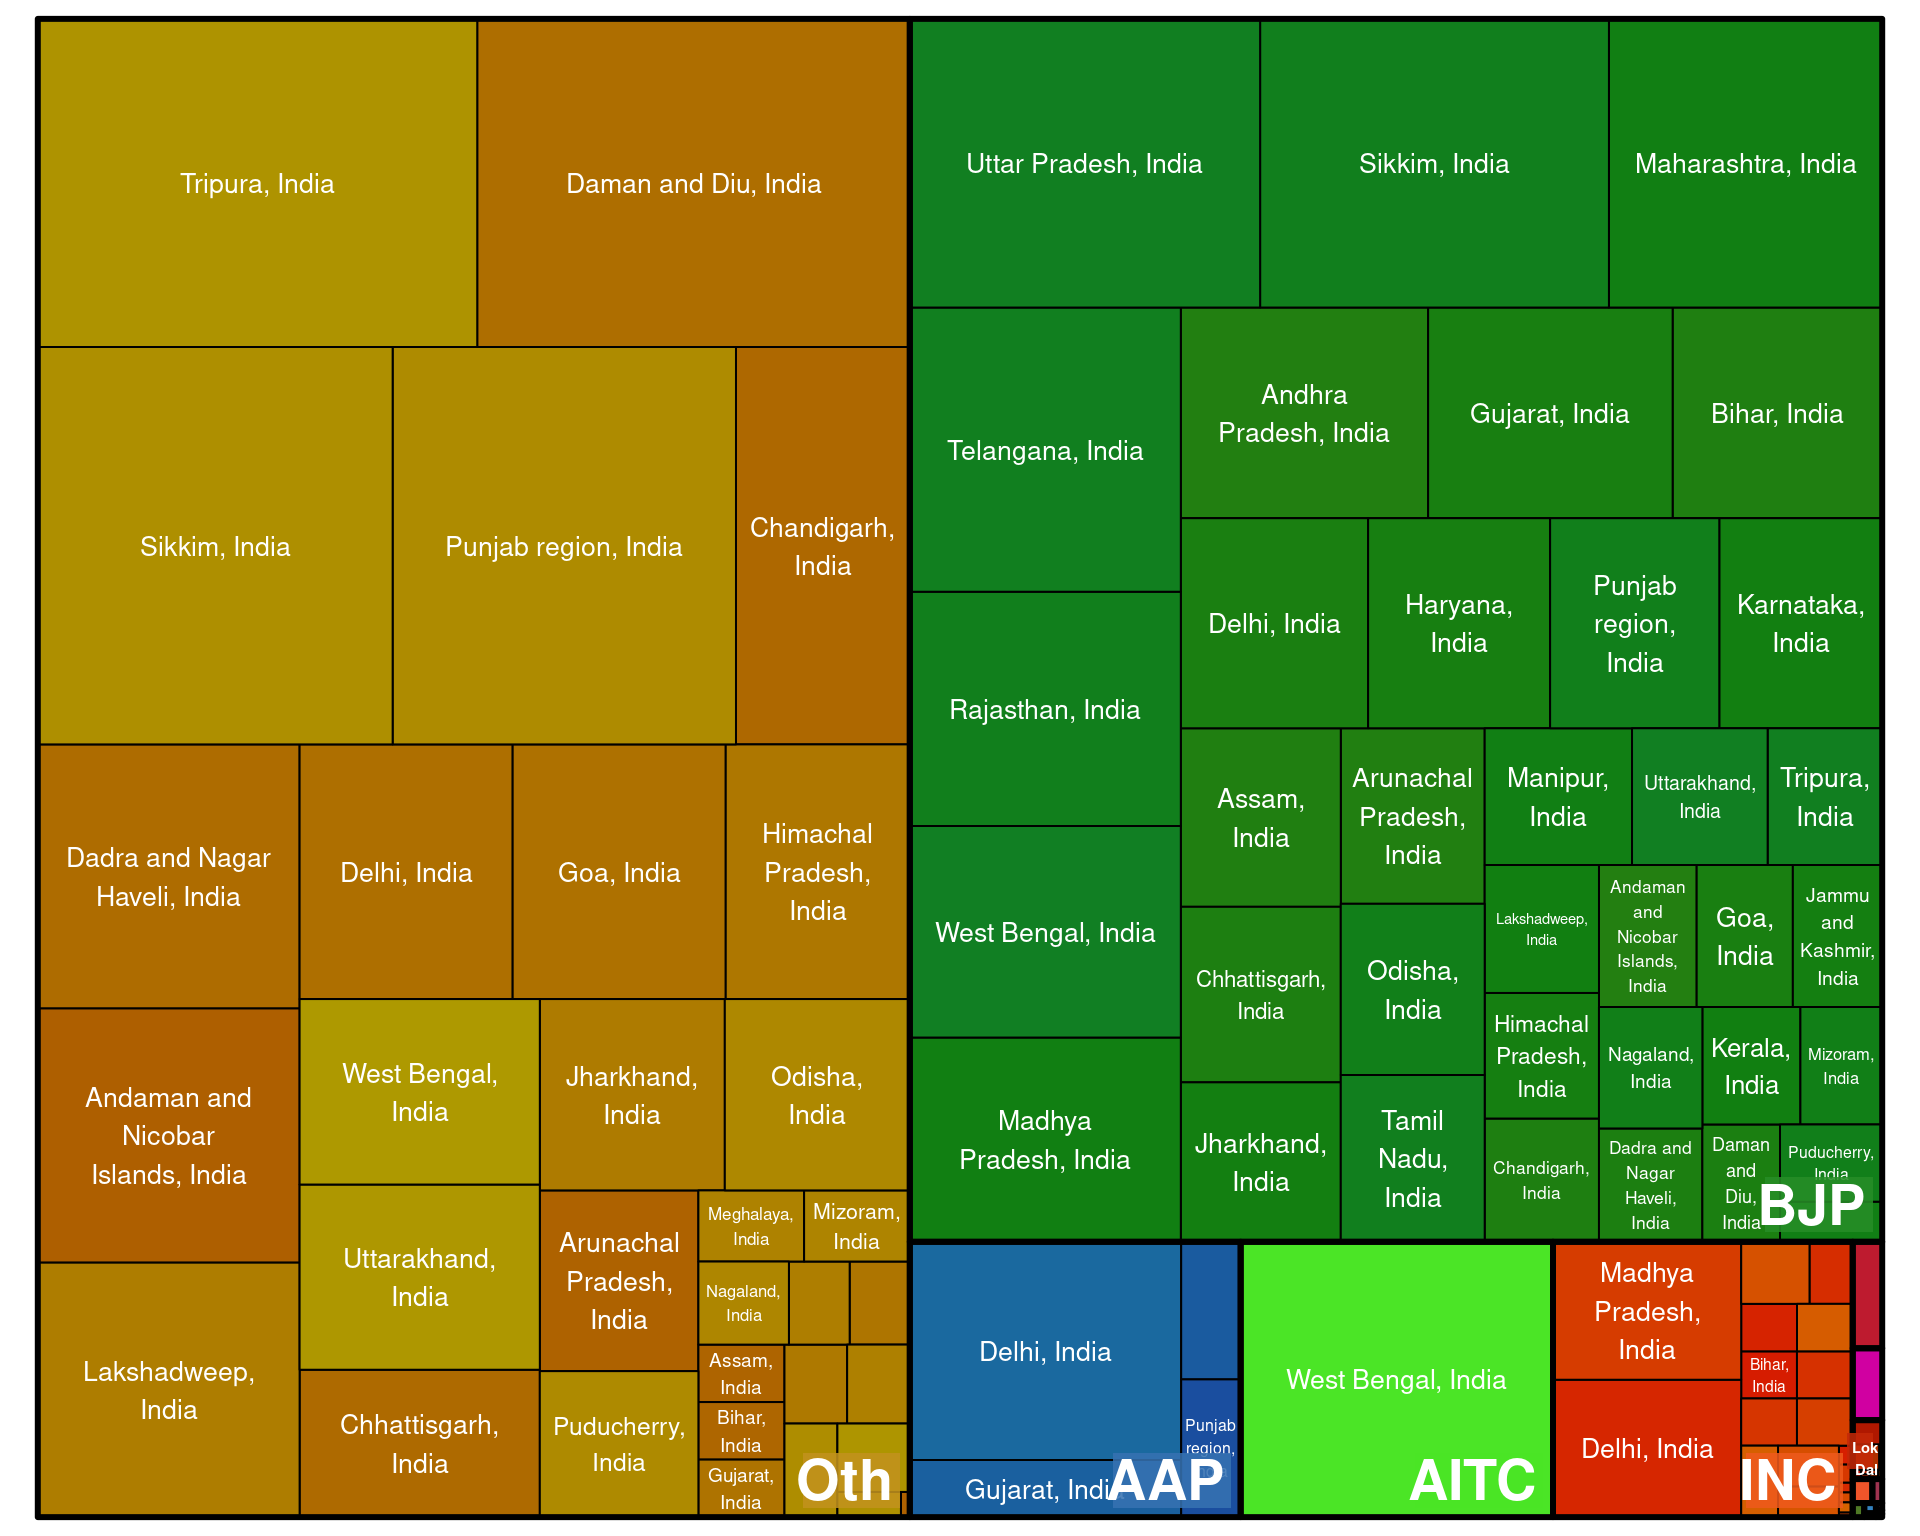 Tripura, India
Daman and Diu, India
Sikkim, India
Punjab region, India
Chandigarh,
India
Dadra and Nagar
Haveli, India
Delhi, India
Goa, India
Himachal
Pradesh,
India
Andaman and
Nicobar
Islands, India
West Bengal,
India
Jharkhand,
India
Odisha,
India
Uttarakhand,
India
Arunachal
Pradesh,
India
Meghalaya,
India
Mizoram,
India
Nagaland,
India
Lakshadweep,
India
Chhattisgarh,
India
Puducherry,
India
Assam,
India
Bihar,
India
Gujarat,
India
Oth
Uttar Pradesh, India
Sikkim, India
Maharashtra, India
Telangana, India
Andhra
Pradesh, India
Gujarat, India
Bihar, India
Delhi, India
Haryana,
India
Punjab
region,
India
Karnataka,
India
Rajasthan, India
West Bengal, India
Madhya
Pradesh, India
Assam,
India
Arunachal
Pradesh,
India
Manipur,
India
Uttarakhand,
India
Tripura,
India
Chhattisgarh,
India
Odisha,
India
Lakshadweep,
India
Andaman
and
Nicobar
Islands,
India
Goa,
India
Jammu
and
Kashmir,
India
Himachal
Pradesh,
India
Nagaland,
India
Kerala,
India
Mizoram,
India
Jharkhand,
India
Tamil
Nadu,
India
Chandigarh,
India
Dadra and
Nagar
Haveli,
India
Daman
and
Diu,
India
Puducherry,
India
BJP
Delhi, India
Gujarat, India
Punjab
region,
AAP
West Bengal, India
AITC
Madhya
Pradesh,
India
Delhi, India
Bihar,
India
INC
Lok
Dal